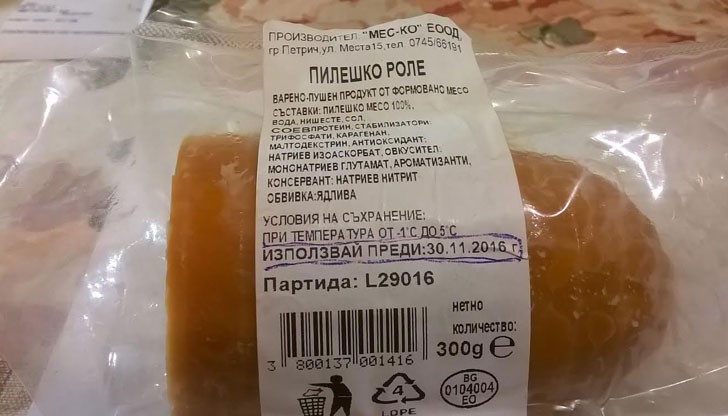 ПРОИЗВОДИТЕЛ "МЕС-КО" ЕООД,
гр Петрич,ул. Места15,тел. 0745/66191
ПИЛЕШКО РОЛЕ
ВАРЕНО-ПУШЕН ПРОДУКТ ОТ ФОРМОВАНО МЕСО
СЪСТАВКИ: ПИЛЕШКО МЕСО 100%,
ВОДА, НИШЕСТЕ, СОЛ,
СОЕВ ПРОТЕИН, СТАБИЛИЗАТОРИ:
ТРИФОСФАТИ, КАРАГЕНАН,
МАЛТОДЕКСТРИН, АНТИОКСИДАНТ:
НАТРИЕВ ИЗОАСКОРБАТ, ОВКУСИТЕЛ:
МОНОНАТРИЕВ ГЛУТАМАТ, АРОМАТИЗАНТИ,
КОНСЕРВАНТ: НАТРИЕВ НИТРИТ
ОБВИВКА:ЯДЛИВА
УСЛОВИЯ НА СЪХРАНЕНИЕ:
ПРИ ТЕМПЕРАТУРА ОТ -1°С ДО 5°С
ИЗПОЛЗВАЙ ПРЕДИ:30.11.2016 г.
Партида: L29016
нетно
количество:
300g e
3 800137 001416
4
LDPE
BG
0104004
EO